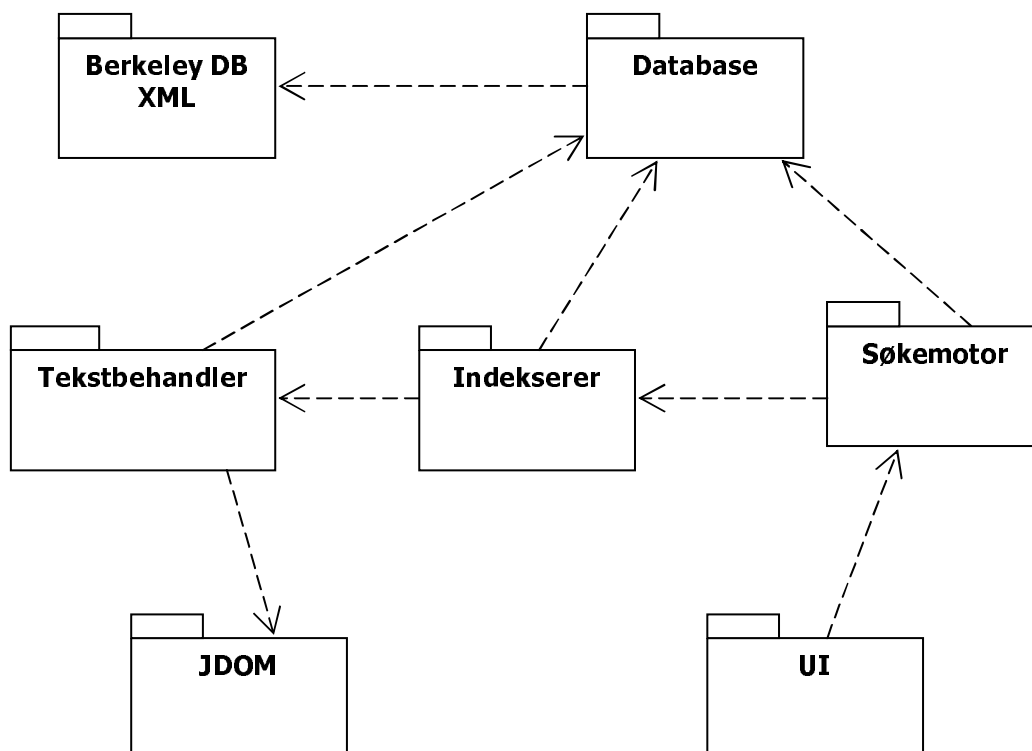 Berkeley DB
XML
Database
Tekstbehandler
Indekserer
Søkemotor
JDOM
UI